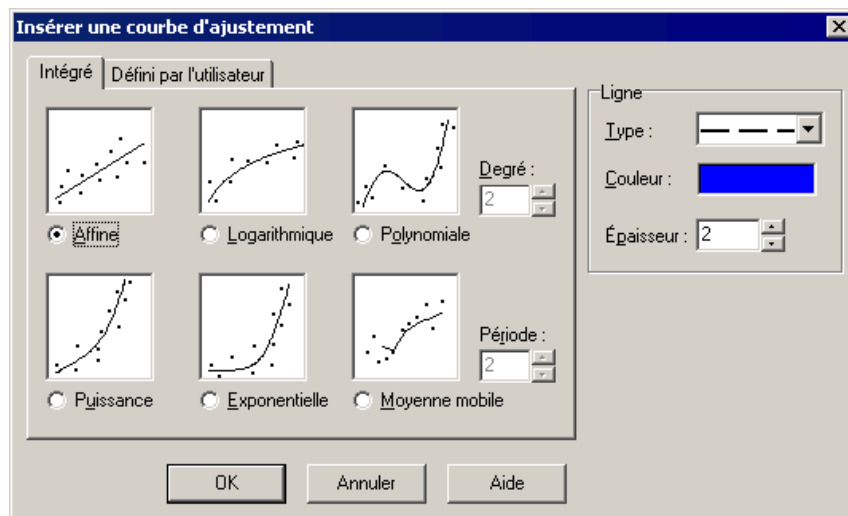 Insérer une courbe d'ajustement
Intégré
Défini par l'utilisateur
Degré :
2
Affine
Logarithmique
Polynomiale
Période :
2
Puissance
Exponentielle
Moyenne mobile
Ligne
Type :
Couleur :
Épaisseur :
2
OK
Annuler
Aide